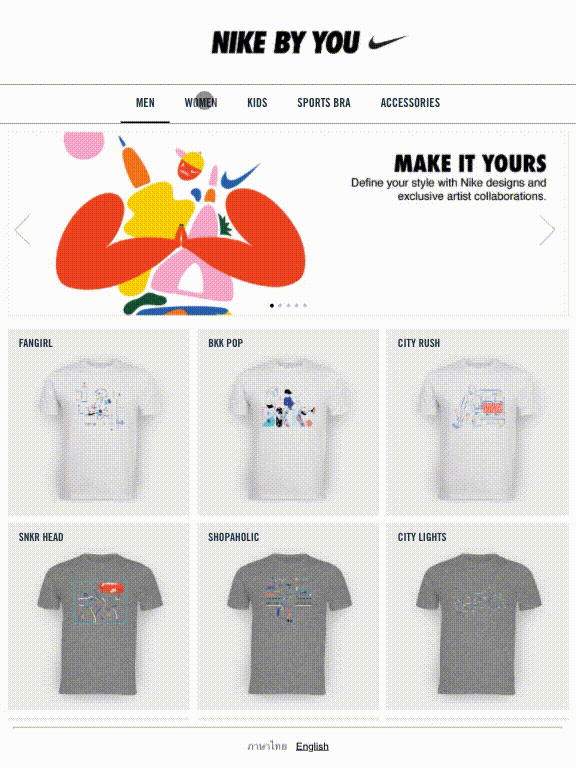 NIKE BY YOU
MEN WOMEN KIDS SPORTS BRA ACCESSORIES
MAKE IT YOURS
Define your style with Nike designs and
exclusive artist collaborations.
FANGIRL BKK POP CITY RUSH
SNKR HEAD SHOPAHOLIC CITY LIGHTS
ภาษาไทย English